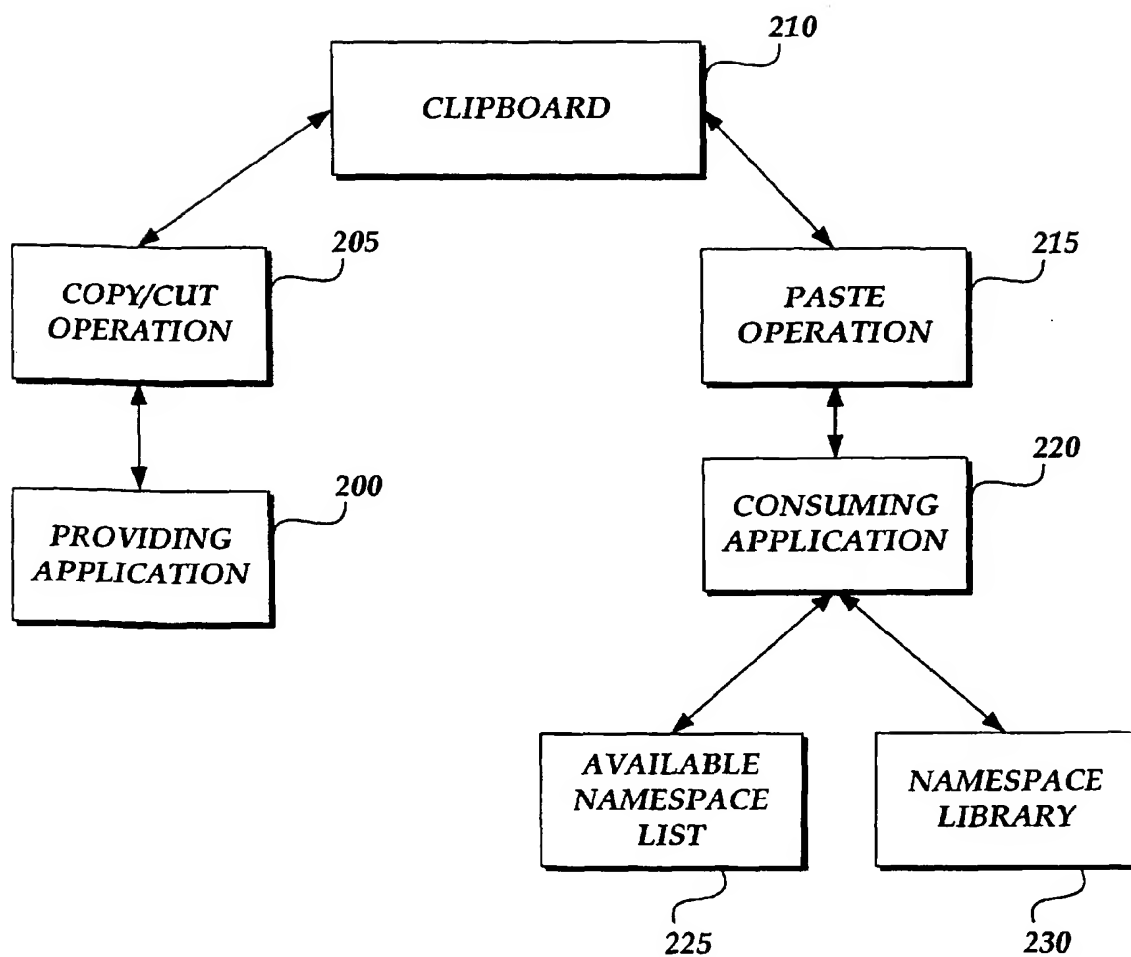 210
CLIPBOARD
205
COPY/CUT
OPERATION
215
PASTE
OPERATION
200
PROVIDING
APPLICATION
220
CONSUMING
APPLICATION
AVAILABLE
NAMESPACE
LIST
NAMESPACE
LIBRARY
225
230